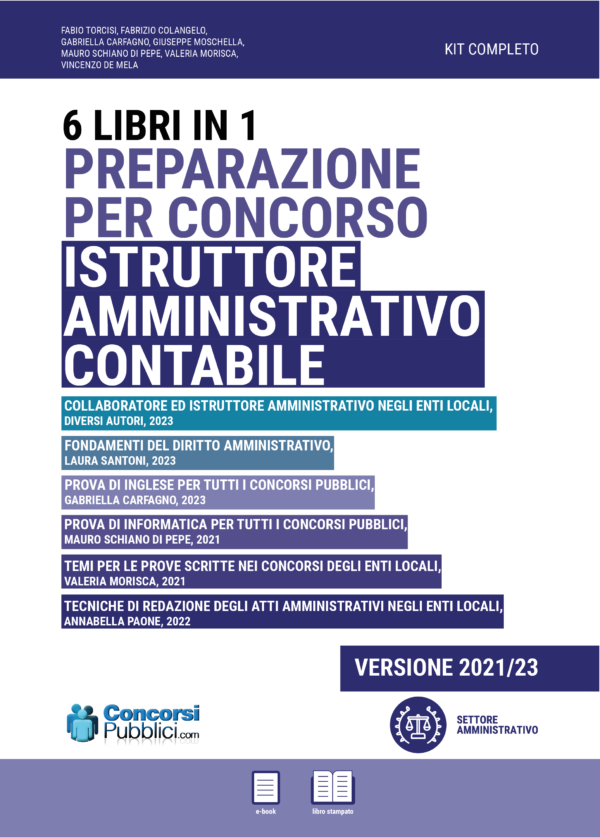 FABIO TORCISI, FABRIZIO COLANGELO,
GABRIELLA CARFAGNO, GIUSEPPE MOSCHELLA,
MAURO SCHIANO DI PEPE, VALERIA MORISCA,
VINCENZO DE MELA
KIT COMPLETO
6 LIBRI IN 1
PREPARAZIONE
PER CONCORSO
ISTRUTTORE
AMMINISTRATIVO
CONTABILE
COLLABORATORE ED ISTRUTTORE AMMINISTRATIVO NEGLI ENTI LOCALI,
DIVERSI AUTORI, 2023
FONDAMENTI DEL DIRITTO AMMINISTRATIVO,
LAURA SANTONI, 2023
PROVA DI INGLESE PER TUTTI I CONCORSI PUBBLICI,
GABRIELLA CARFAGNO, 2023
PROVA DI INFORMATICA PER TUTTI I CONCORSI PUBBLICI,
MAURO SCHIANO DI PEPE, 2021
TEMI PER LE PROVE SCRITTE NEI CONCORSI DEGLI ENTI LOCALI,
VALERIA MORISCA, 2021
TECNICHE DI REDAZIONE DEGLI ATTI AMMINISTRATIVI NEGLI ENTI LOCALI,
ANNABELLA PAONE, 2022
VERSIONE 2021/23
Concorsi
Pubblici.com
SETTORE
AMMINISTRATIVO
e-book
libro stampato